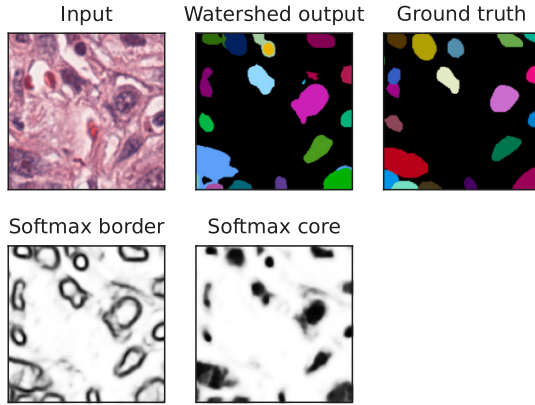 Input
Watershed output
Ground truth
Softmax border
Softmax core